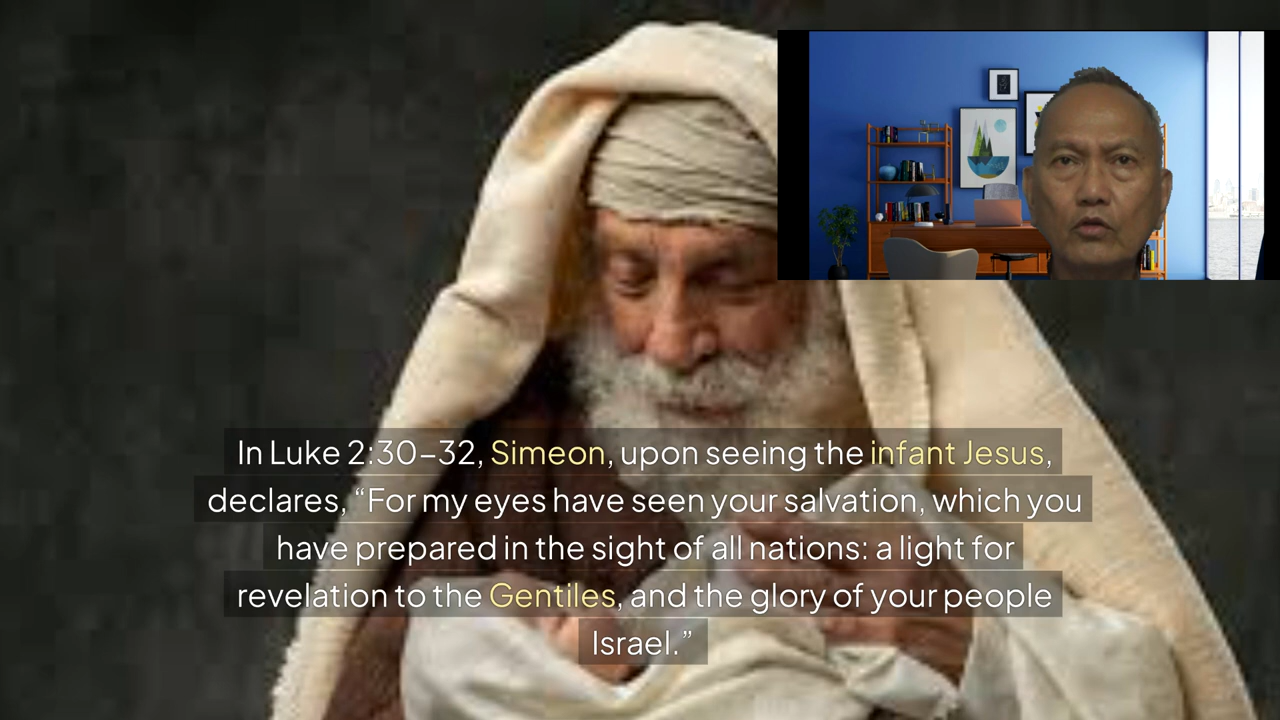 In Luke 2:30–32, Simeon, upon seeing the infant Jesus,
declares, “For my eyes have seen your salvation, which you
have prepared in the sight of all nations: a light for
revelation to the Gentiles, and the glory of your people
Israel.”